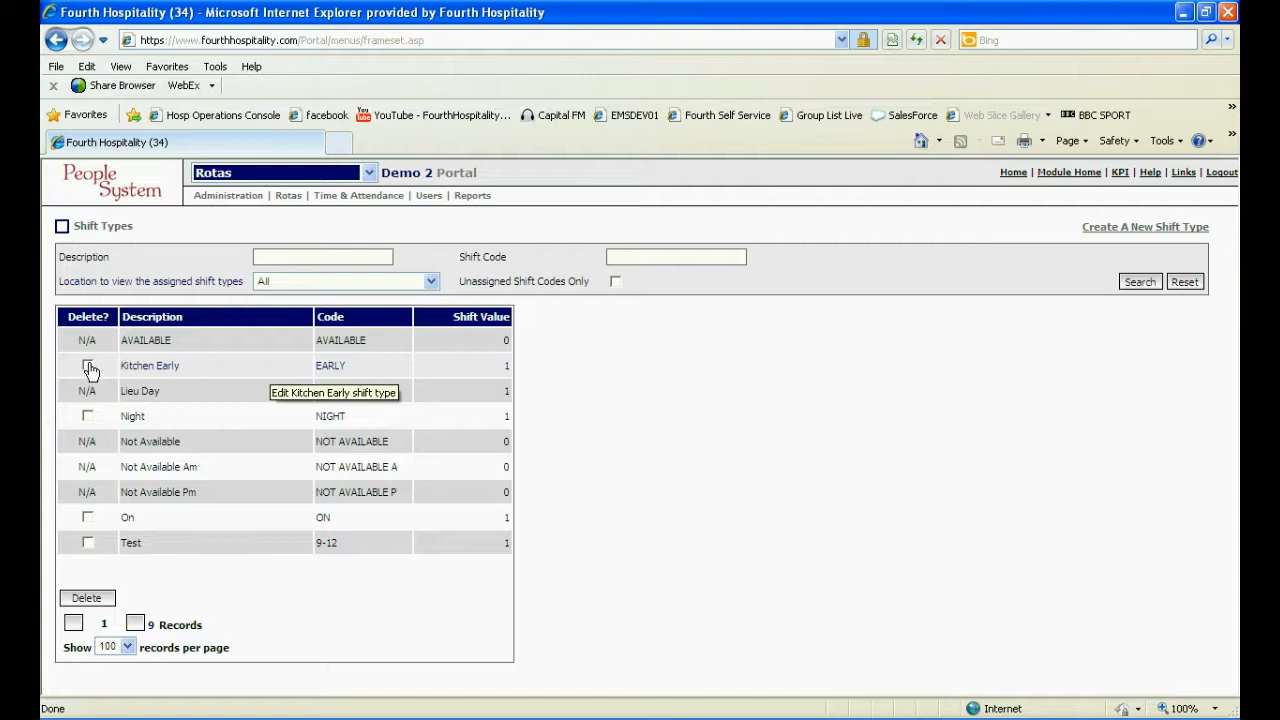 Fourth Hospitality (34) - Microsoft Internet Explorer provided by Fourth Hospitality
https://www.fourthhospitality.com/Portal/menus/frameset.asp
Bing
File Edit View Favorites Tools Help
x Share Browser WebEx
Favorites Hosp Operations Console facebook YouTube - FourthHospitality... Capital FM EMSDEV01 Fourth Self Service Group List Live SalesForce Web Slice Gallery BBC SPORT
Fourth Hospitality (34) Page Safety Tools
People System
Rotas Demo 2 Portal Home | Module Home | KPI | Help | Links | Logout
Administration | Rotas | Time & Attendance | Users | Reports
Shift Types Create A New Shift Type
Description Shift Code
Location to view the assigned shift types All Unassigned Shift Codes Only Search Reset
Delete? Description Code Shift Value
N/A AVAILABLE AVAILABLE 0
Kitchen Early EARLY 1
N/A Lieu Day 1
Edit Kitchen Early shift type
Night NIGHT 1
N/A Not Available NOT AVAILABLE 0
N/A Not Available Am NOT AVAILABLE A 0
N/A Not Available Pm NOT AVAILABLE P 0
On ON 1
Test 9-12 1
Delete
1 9 Records
Show 100 records per page
Done Internet 100%